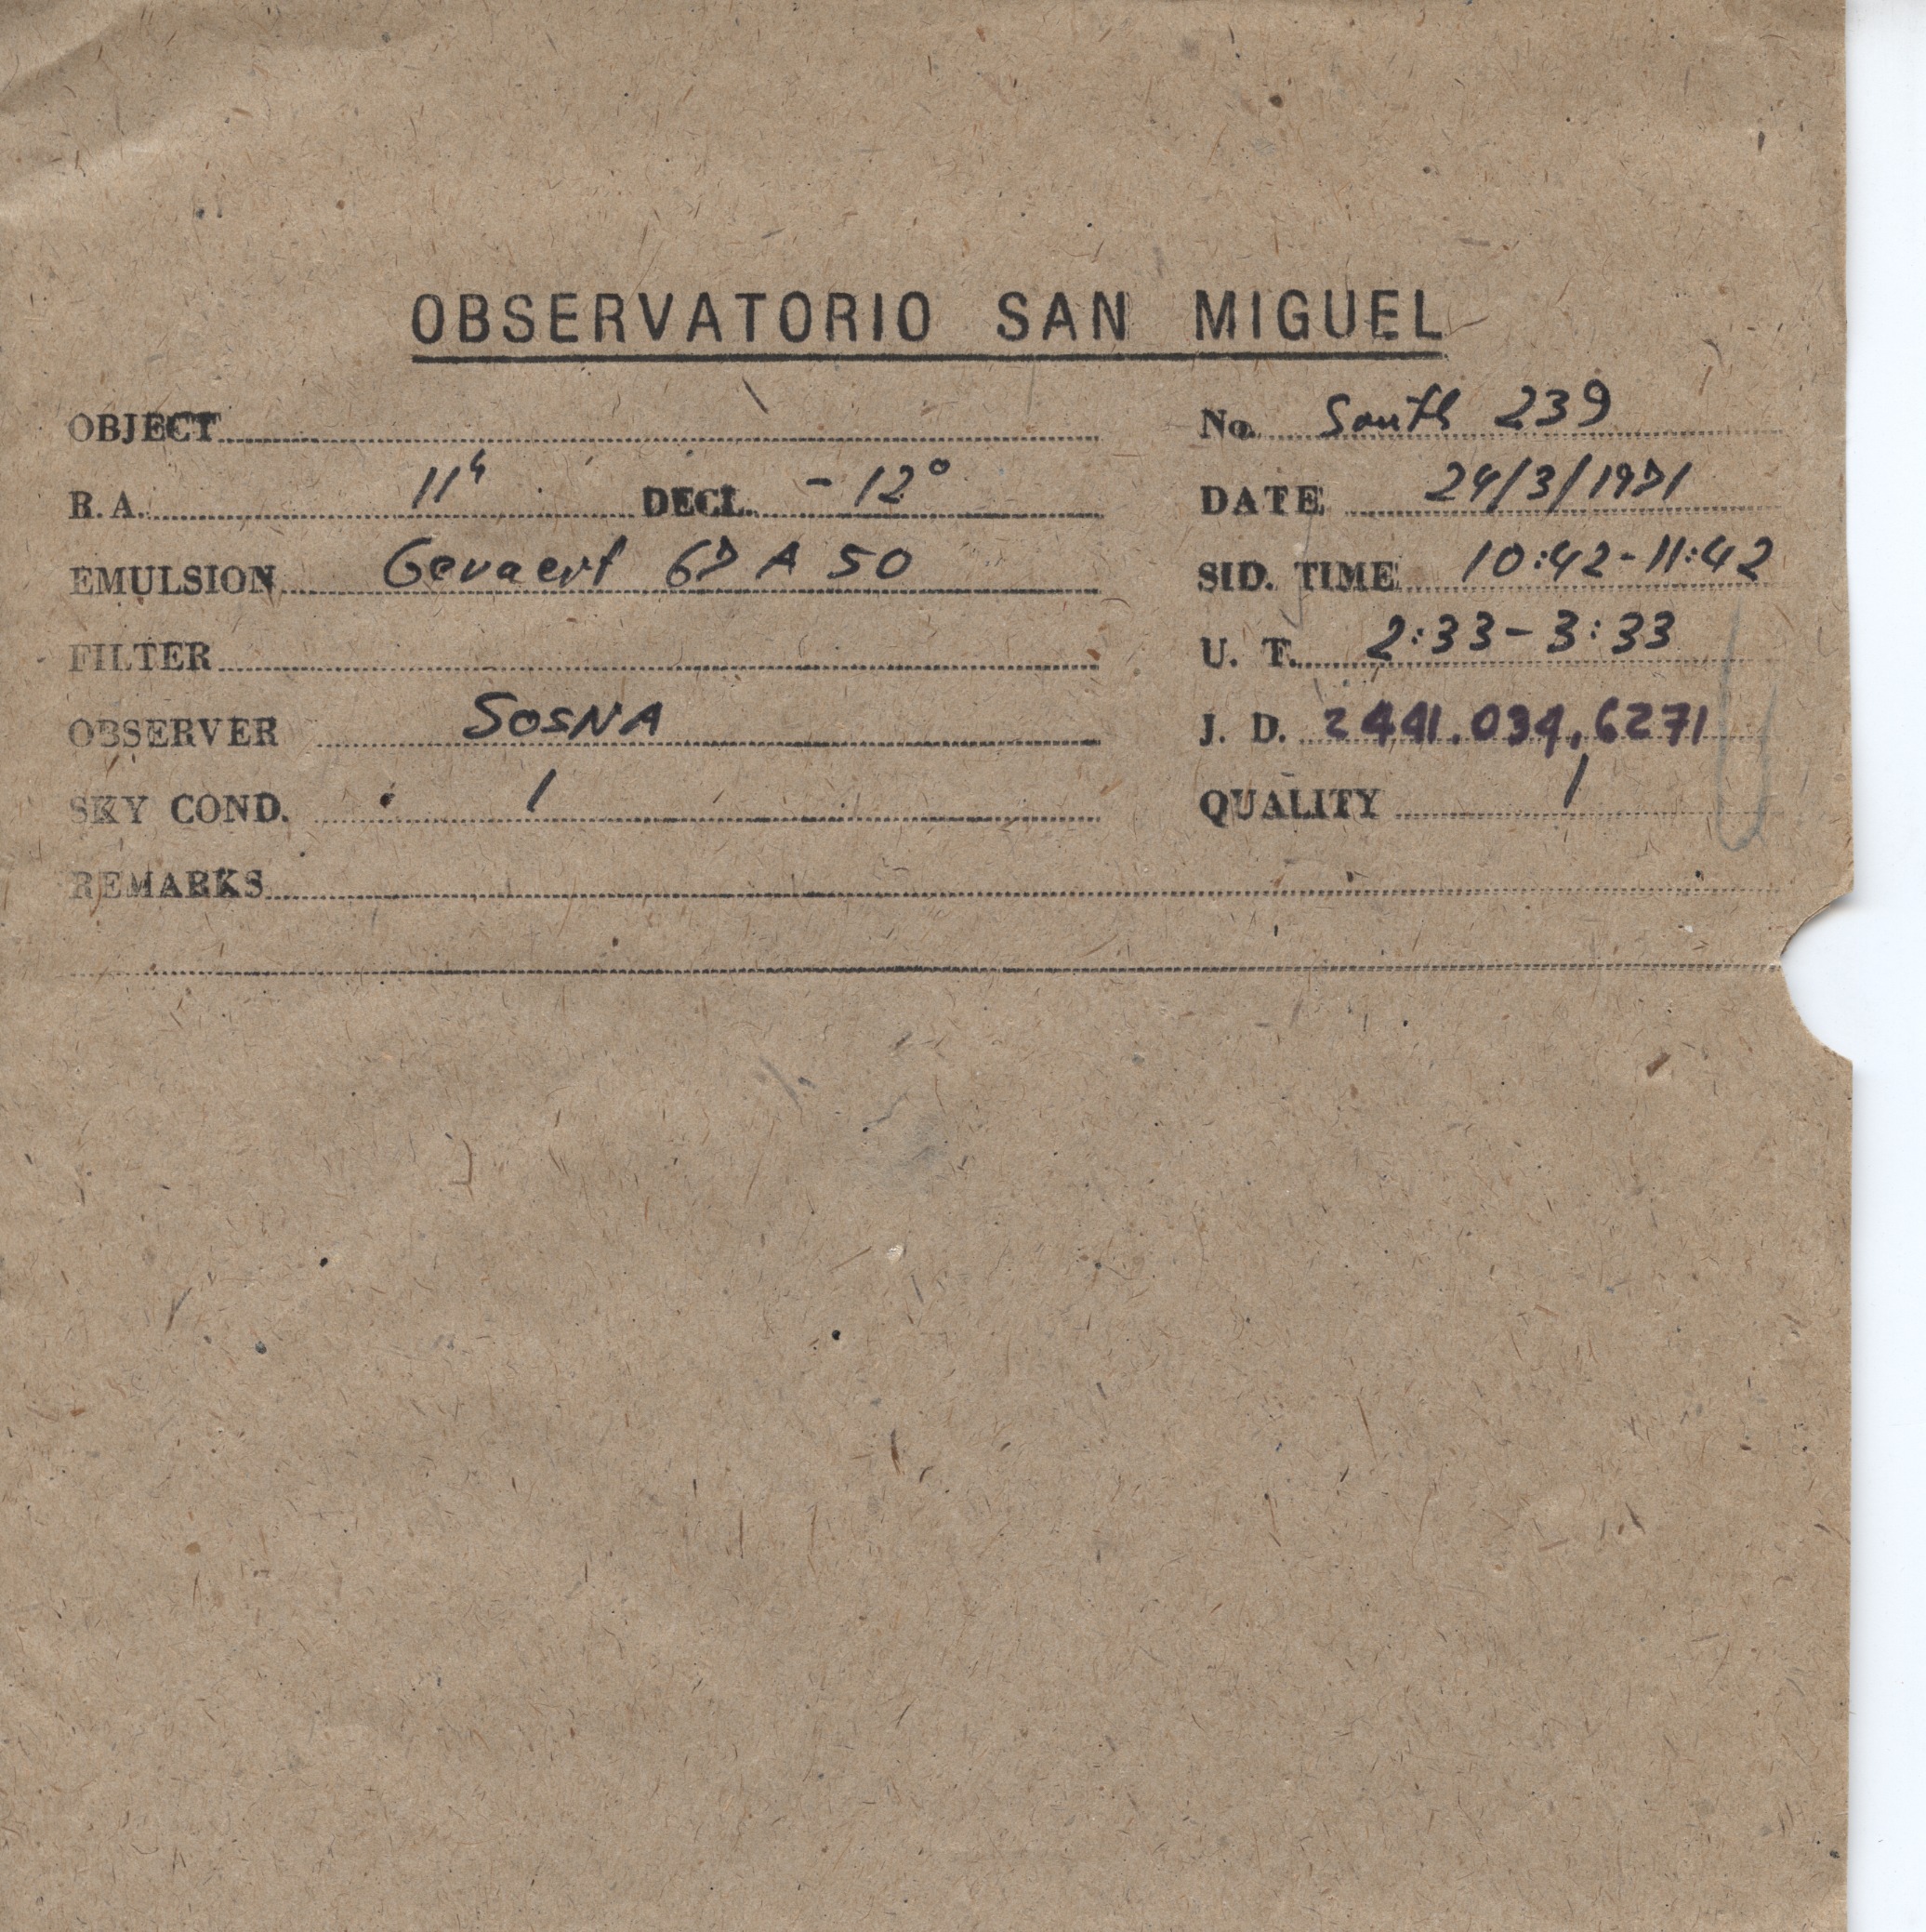 OBSERVATORIO SAN MIGUEL
OBJECT
No. South 239
R.A. 11h DECL. -12°
DATE 24/3/1971
EMULSION Gevaert 67 A 50
SID. TIME 10:42-11:42
FILTER
U. T. 2:33-3:33
OBSERVER SOSNA
J. D. 2441.034,6271
SKY COND. 1
QUALITY 1
REMARKS